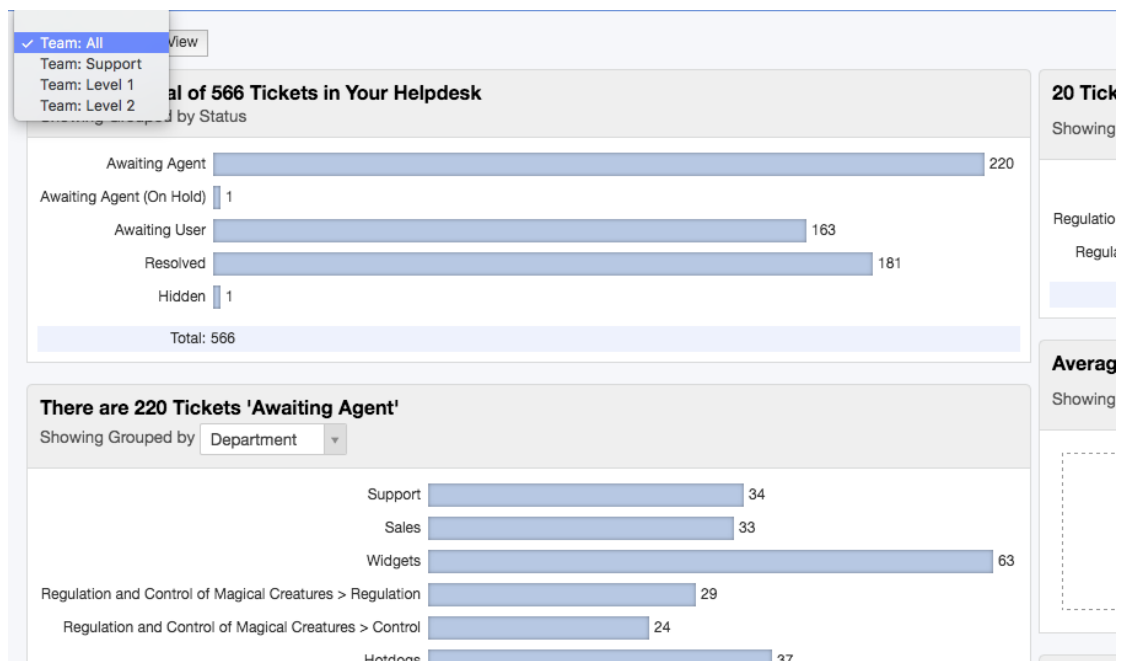 ✓ Team: All
Team: Support
Team: Level 1
Team: Level 2
View
al of 566 Tickets in Your Helpdesk
Showing Grouped by Status
Awaiting Agent 220
Awaiting Agent (On Hold) 1
Awaiting User 163
Resolved 181
Hidden 1
Total: 566
There are 220 Tickets 'Awaiting Agent'
Showing Grouped by Department
Support 34
Sales 33
Widgets 63
Regulation and Control of Magical Creatures > Regulation 29
Regulation and Control of Magical Creatures > Control 24
Hotdogs 37
20 Tick
Showing
Regulatio
Regula
Averag
Showing